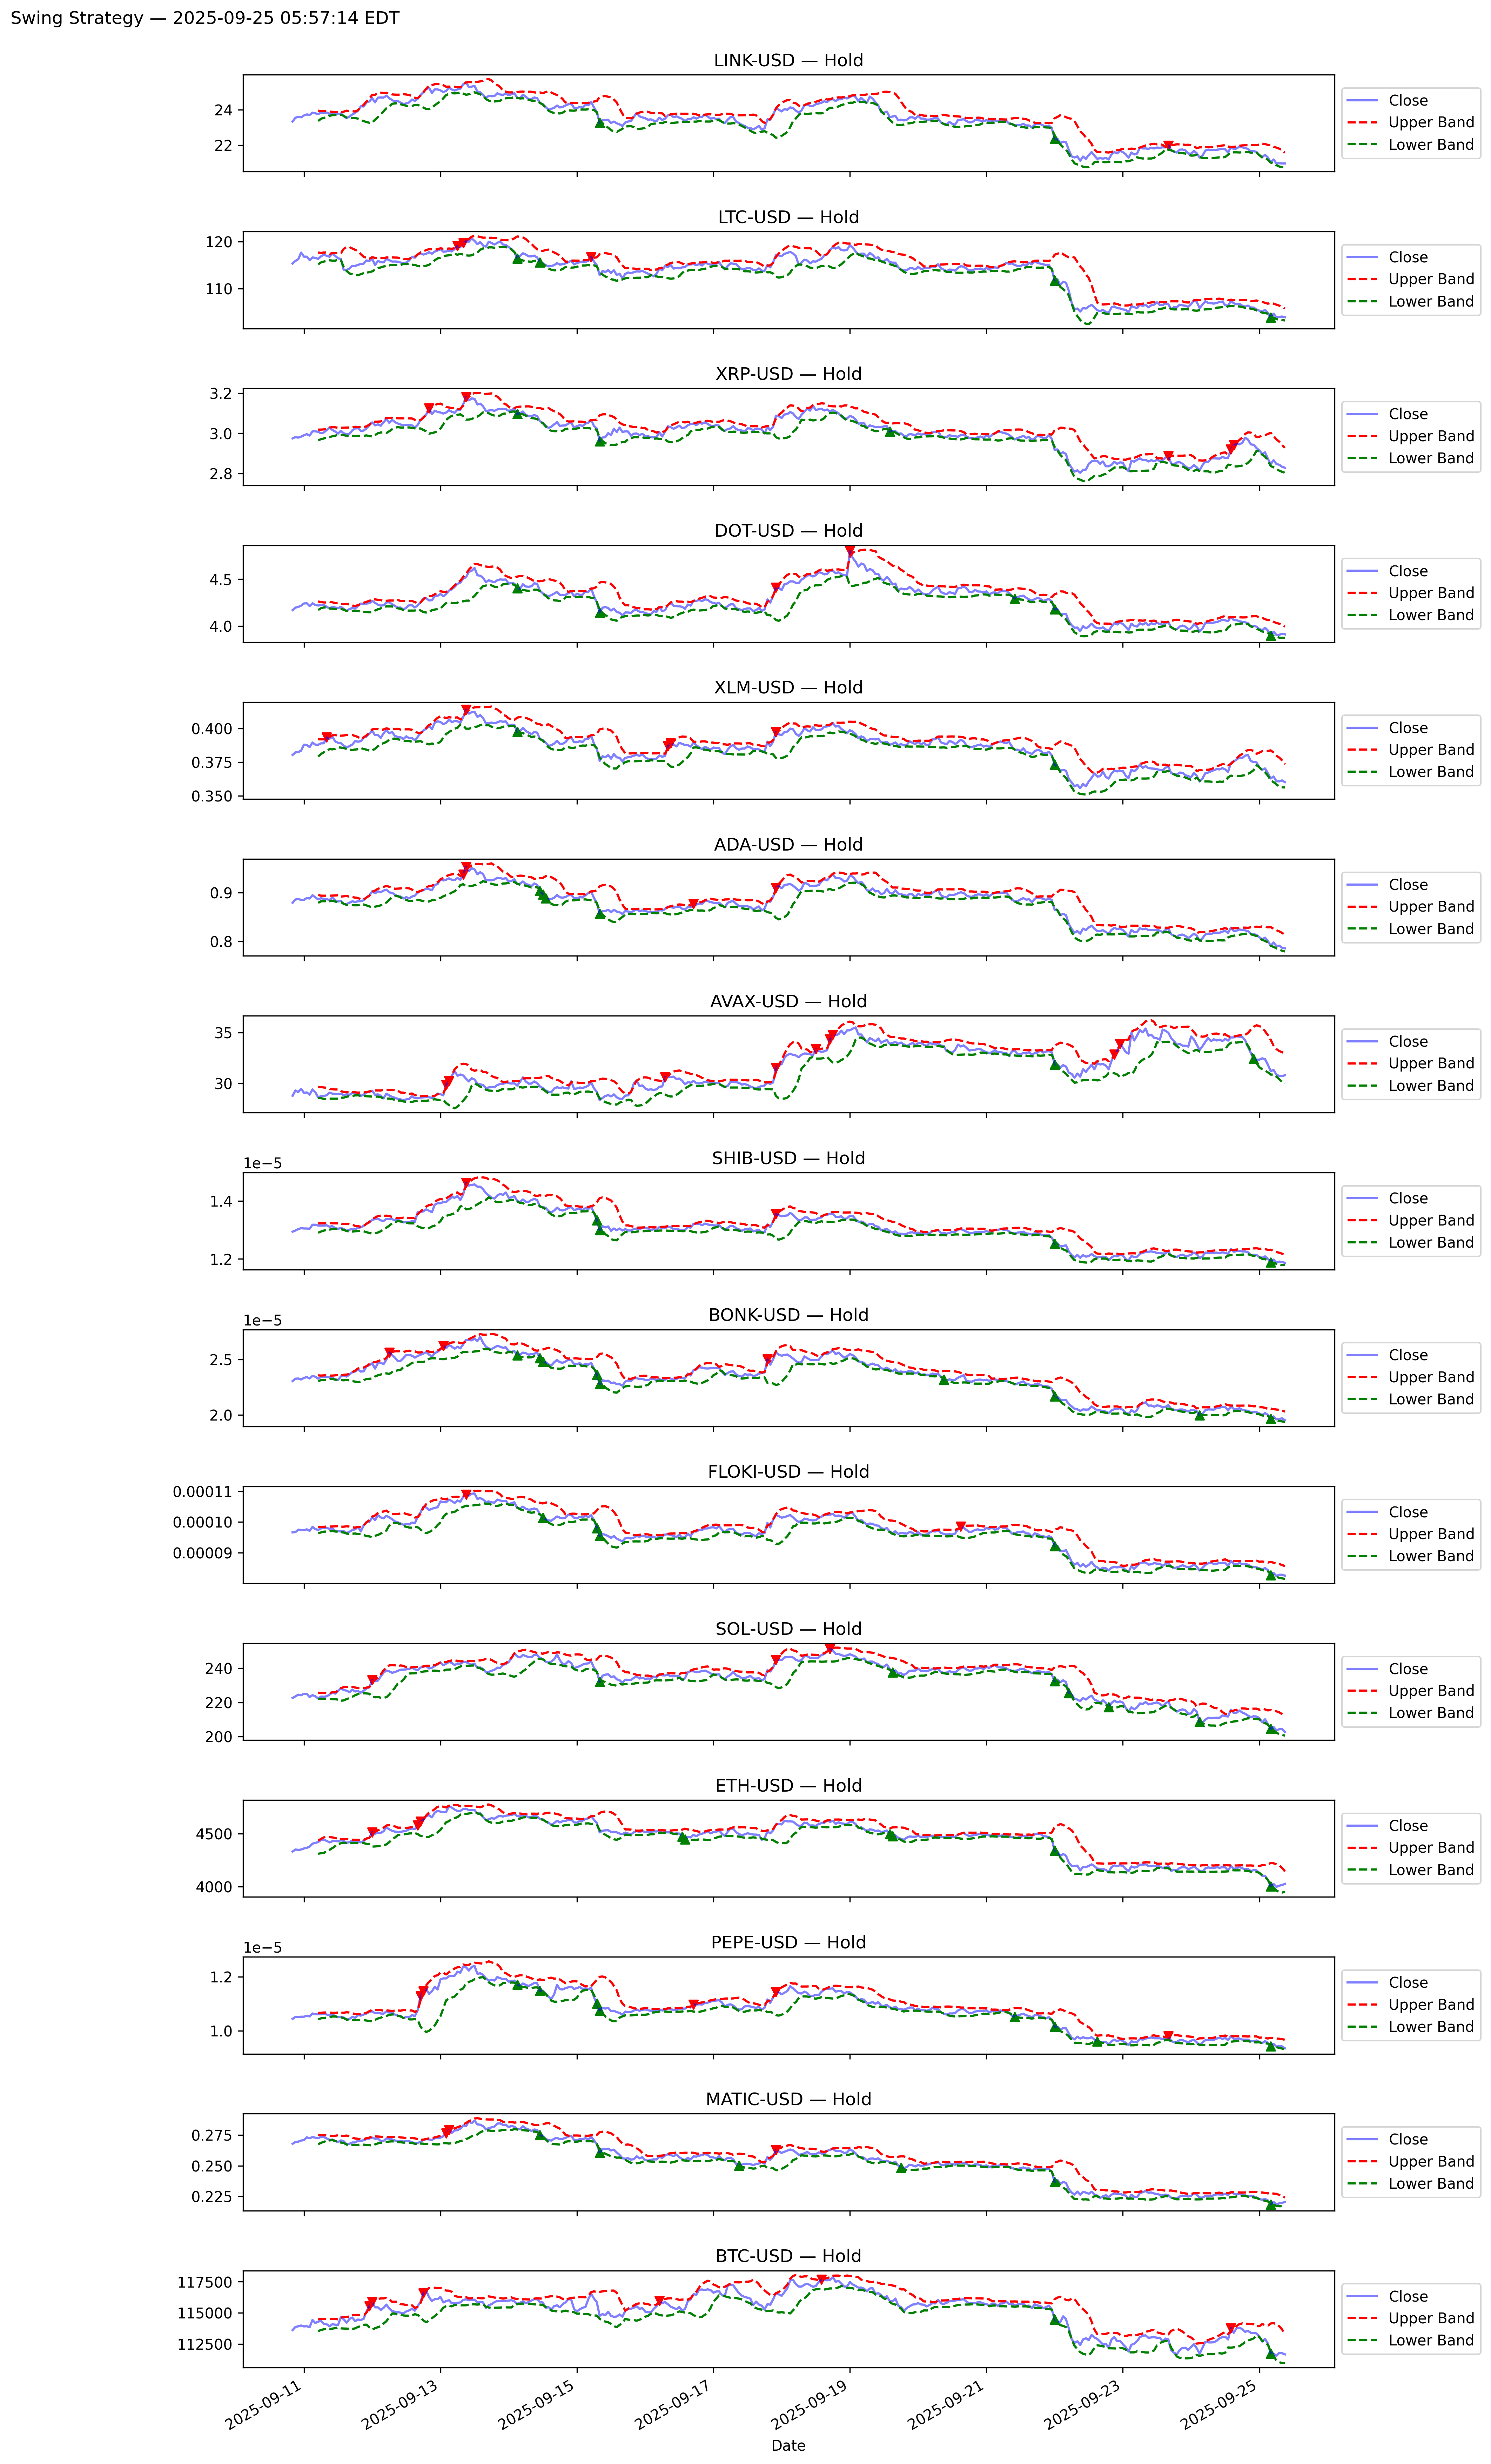 Swing Strategy — 2025-09-25 05:57:14 EDT
LINK-USD — Hold
24
22
Close
Upper Band
Lower Band
LTC-USD — Hold
120
110
Close
Upper Band
Lower Band
XRP-USD — Hold
3.2
3.0
2.8
Close
Upper Band
Lower Band
DOT-USD — Hold
4.5
4.0
Close
Upper Band
Lower Band
XLM-USD — Hold
0.400
0.375
0.350
Close
Upper Band
Lower Band
ADA-USD — Hold
0.9
0.8
Close
Upper Band
Lower Band
AVAX-USD — Hold
35
30
Close
Upper Band
Lower Band
SHIB-USD — Hold
1e−5
1.4
1.2
Close
Upper Band
Lower Band
BONK-USD — Hold
1e−5
2.5
2.0
Close
Upper Band
Lower Band
FLOKI-USD — Hold
0.00011
0.00010
0.00009
Close
Upper Band
Lower Band
SOL-USD — Hold
240
220
200
Close
Upper Band
Lower Band
ETH-USD — Hold
4500
4000
Close
Upper Band
Lower Band
PEPE-USD — Hold
1e−5
1.2
1.0
Close
Upper Band
Lower Band
MATIC-USD — Hold
0.275
0.250
0.225
Close
Upper Band
Lower Band
BTC-USD — Hold
117500
115000
112500
Close
Upper Band
Lower Band
2025-09-11
2025-09-13
2025-09-15
2025-09-17
2025-09-19
2025-09-21
2025-09-23
2025-09-25
Date